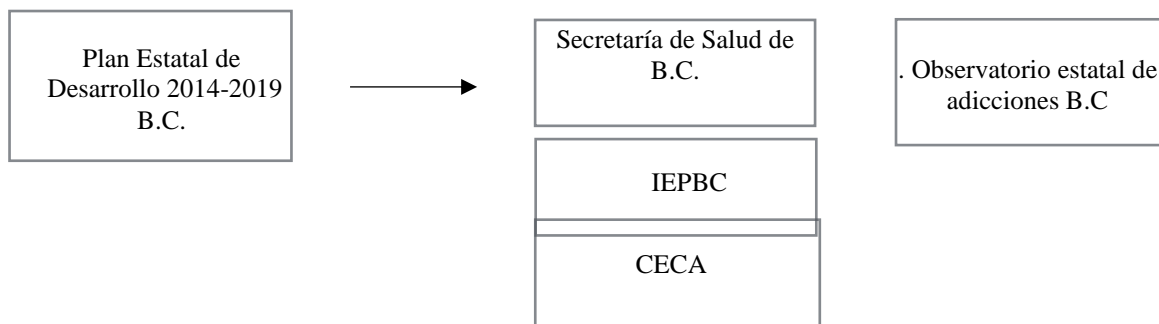 Plan Estatal de
Desarrollo 2014-2019
B.C.
Secretaría de Salud de
B.C.
. Observatorio estatal de
adicciones B.C
IEPBC
CECA